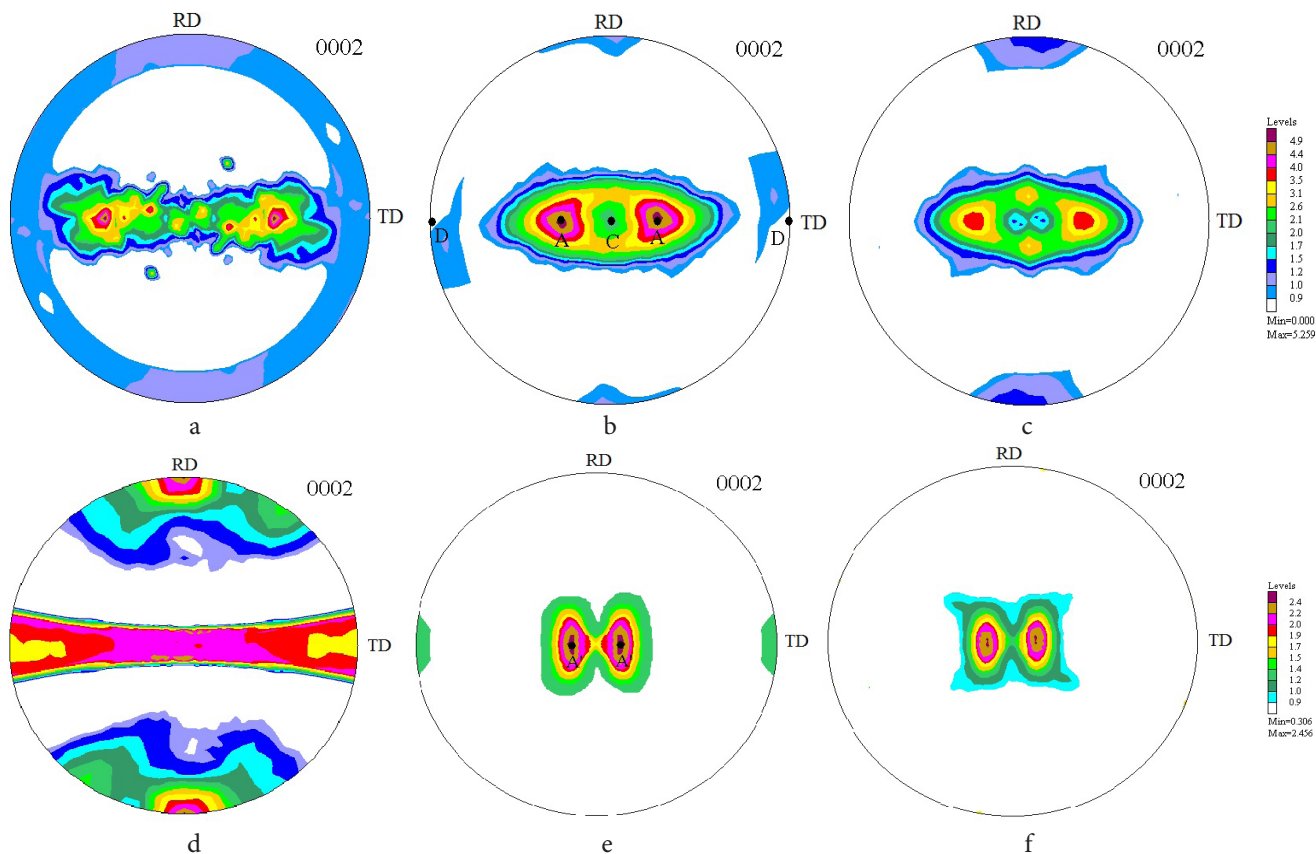 RD
0002
TD
a
RD
0002
TD
D
A
C
A
D
b
RD
0002
TD
c
Levels
4.9
4.4
4.0
3.5
3.1
2.6
2.1
2.0
1.7
1.5
1.2
1.0
0.9
Min=0.000
Max=5.259
RD
0002
TD
d
RD
0002
TD
A
A
e
RD
0002
TD
f
Levels
2.4
2.2
2.0
1.9
1.7
1.5
1.4
1.2
1.0
0.9
Min=0.306
Max=2.456